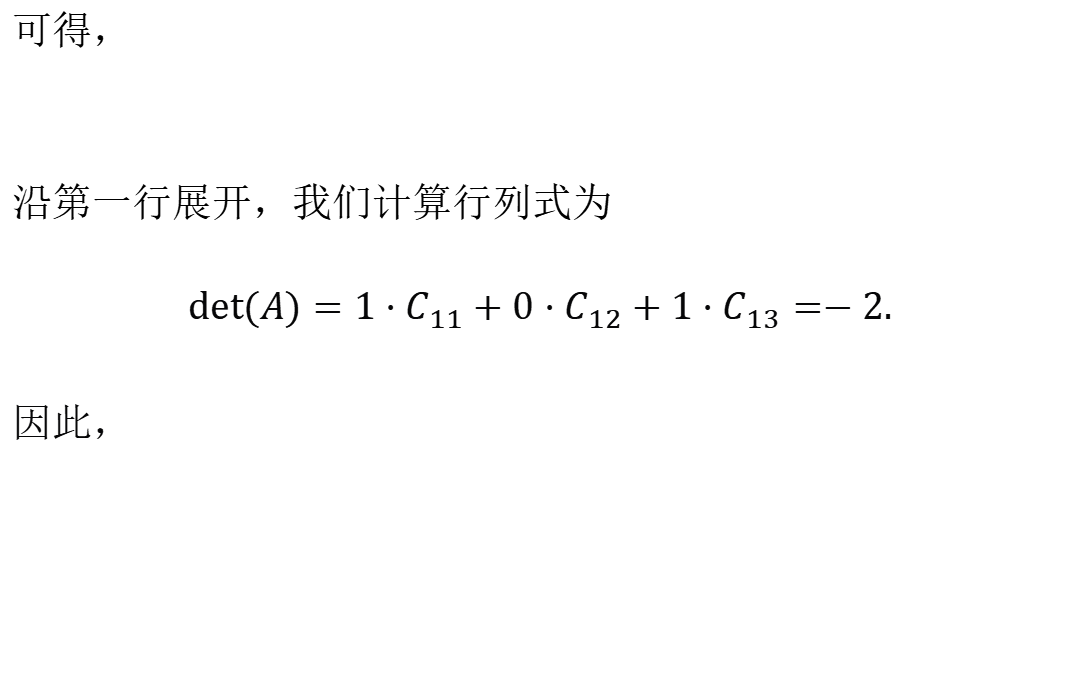 可得，
沿第一行展开，我们计算行列式为
det(A) = 1 · C₁₁ + 0 · C₁₂ + 1 · C₁₃ =− 2.
因此，